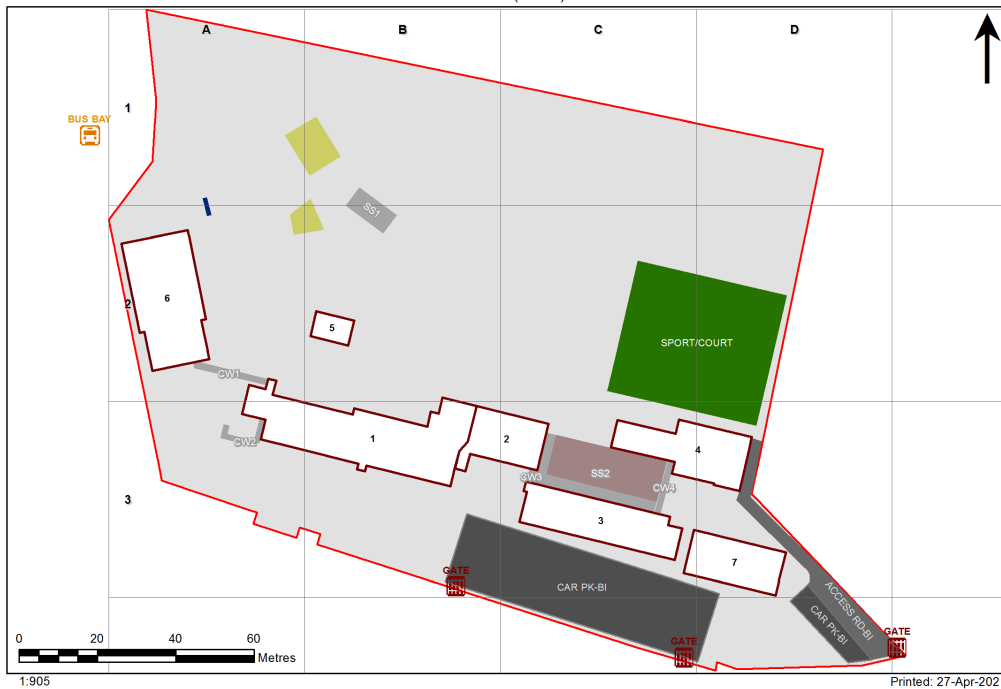 A
B
C
D
1
BUS BAY
SS1
2
6
5
SPORT/COURT
CW1
1
2
4
CW2
SS2
CW3
CW4
3
3
7
GATE
CAR PK-BI
ACCESS RD-BI
CAR PK-BI
GATE
GATE
0 20 40 60
Metres
1:905
Printed: 27-Apr-202